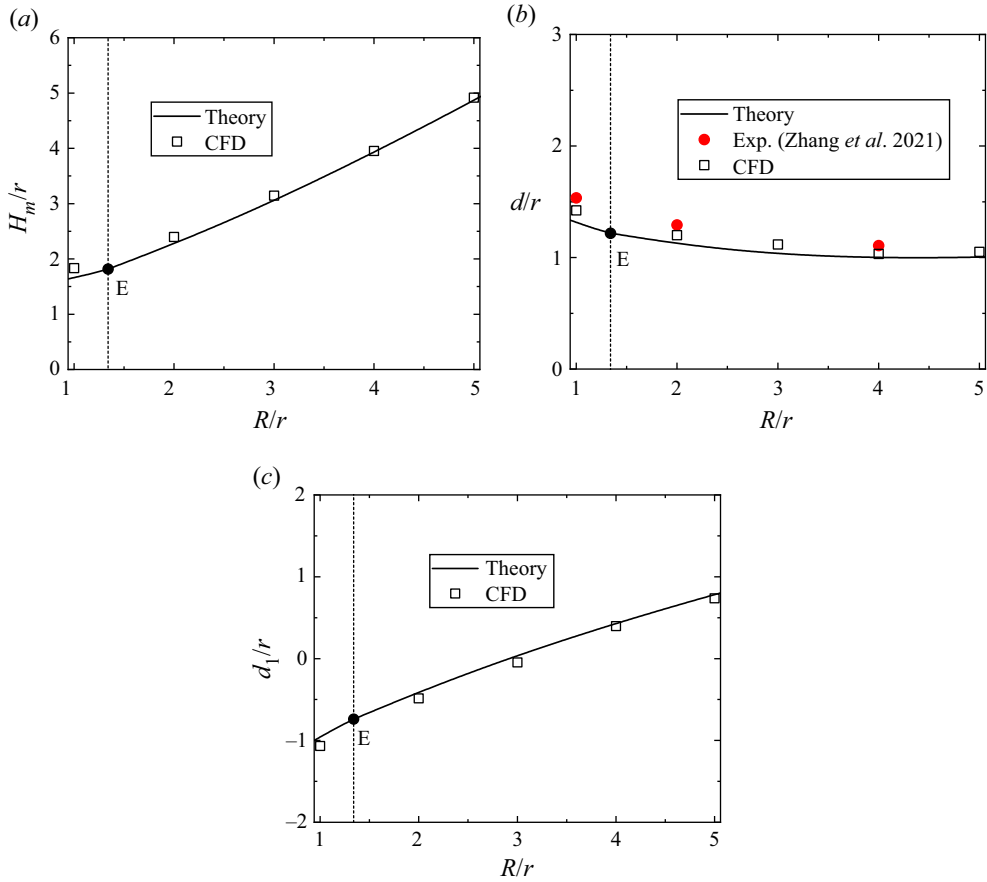 (a)
6
5
4
3
2
1
0
H_m/r
Theory
CFD
E
1 2 3 4 5
R/r
(b)
3
2
1
0
d/r
Theory
Exp. (Zhang et al. 2021)
CFD
E
1 2 3 4 5
R/r
(c)
2
1
0
–1
–2
d_1/r
Theory
CFD
E
1 2 3 4 5
R/r